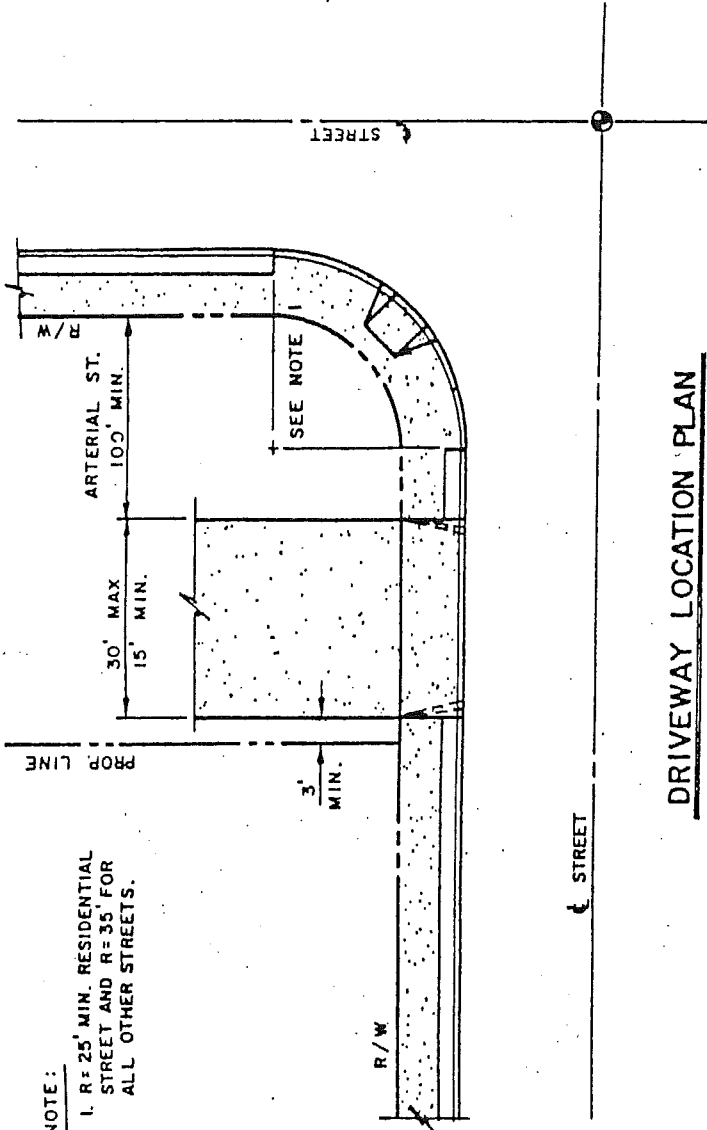 NOTE:
1. R=25' MIN. RESIDENTIAL
STREET AND R=35' FOR
ALL OTHER STREETS.
PROP. LINE
30' MAX
15' MIN.
ARTERIAL ST.
100' MIN.
R/W
STREET
3'
MIN.
SEE NOTE 1
R/W
℄ STREET
DRIVEWAY LOCATION PLAN